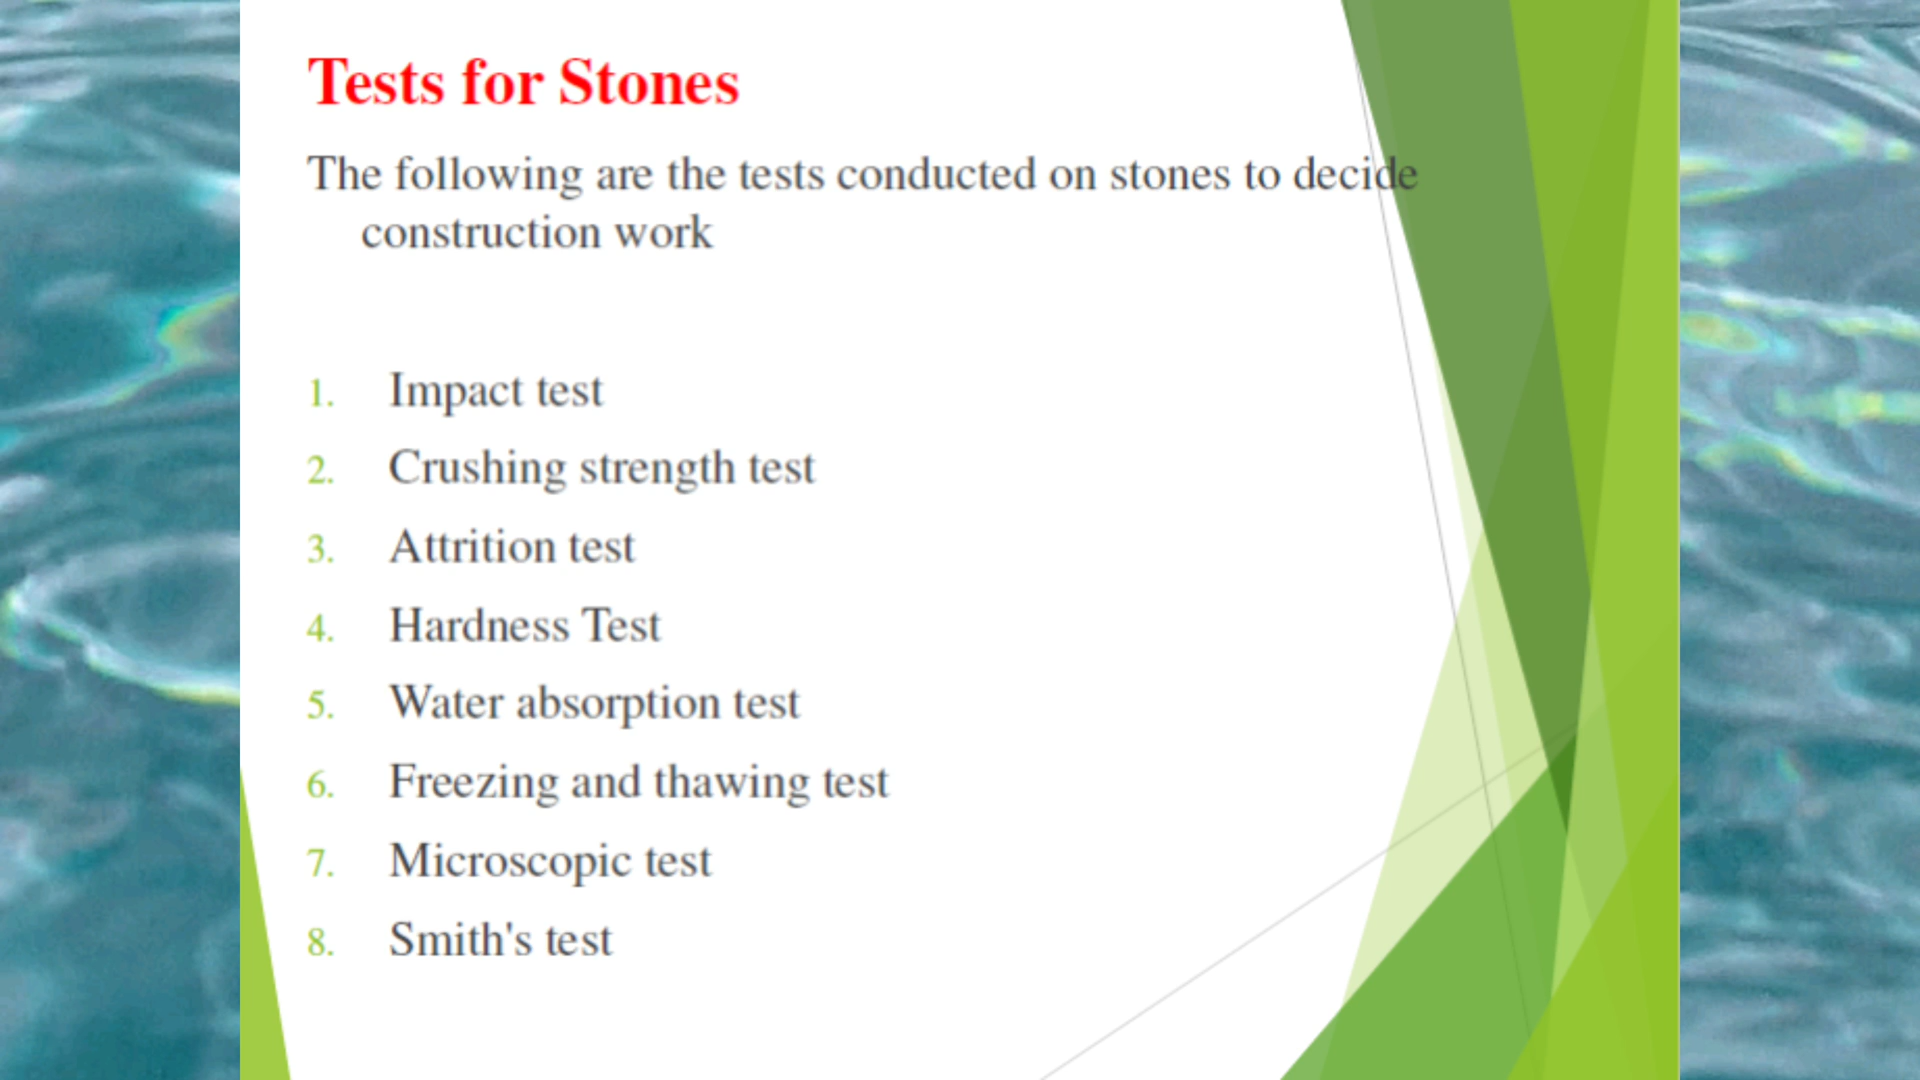 Tests for Stones
The following are the tests conducted on stones to decide
construction work
1. Impact test
2. Crushing strength test
3. Attrition test
4. Hardness Test
5. Water absorption test
6. Freezing and thawing test
7. Microscopic test
8. Smith's test